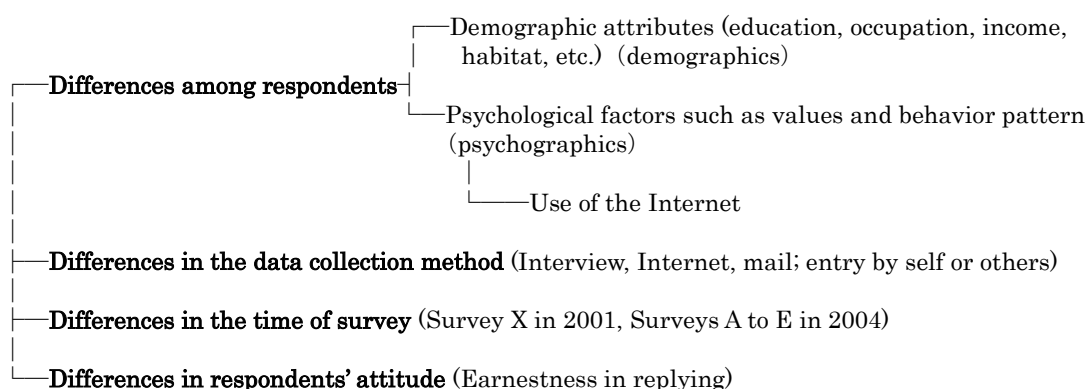 Demographic attributes (education, occupation, income,
habitat, etc.) (demographics)
Differences among respondents
Psychological factors such as values and behavior pattern
(psychographics)
Use of the Internet
Differences in the data collection method (Interview, Internet, mail; entry by self or others)
Differences in the time of survey (Survey X in 2001, Surveys A to E in 2004)
Differences in respondents’ attitude (Earnestness in replying)